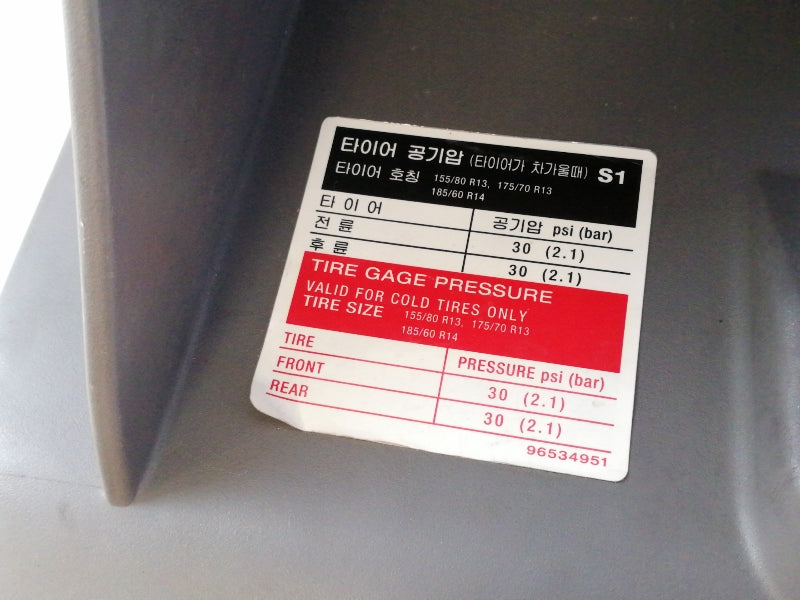 타이어 공기압 (타이어가 차가울때) S1
타이어 호칭 155/80 R13, 175/70 R13
185/60 R14
타 이 어 공기압 psi (bar)
전 륜 30 (2.1)
후 륜 30 (2.1)
TIRE GAGE PRESSURE
VALID FOR COLD TIRES ONLY
TIRE SIZE 155/80 R13, 175/70 R13
185/60 R14
TIRE PRESSURE psi (bar)
FRONT 30 (2.1)
REAR 30 (2.1)
96534951